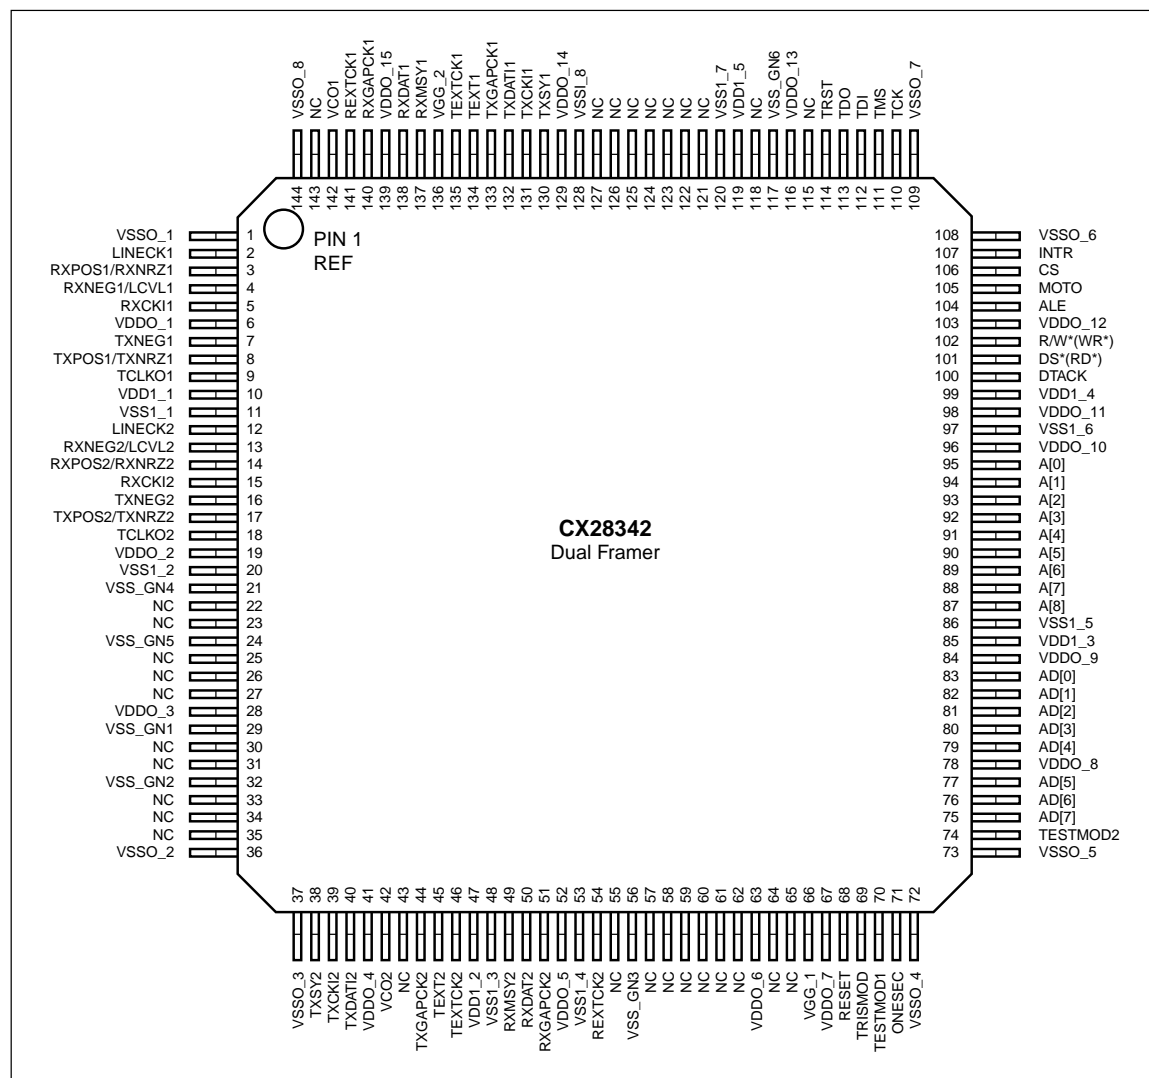 VSSO_8
NC
VCO1
REXTCK1
RXGAPCK1
VDDO_15
RXDAT1
RXMSY1
VGG_2
TEXTCK1
TEXT1
TXGAPCK1
TXDATI1
TXCKI1
TXSY1
VDDO_14
VSSI_8
NC
NC
NC
NC
NC
NC
NC
VSS1_7
VDD1_5
NC
VSS_GN6
VDDO_13
NC
TRST
TDO
TDI
TMS
TCK
VSSO_7
144
143
142
141
140
139
138
137
136
135
134
133
132
131
130
129
128
127
126
125
124
123
122
121
120
119
118
117
116
115
114
113
112
111
110
109
VSSO_1 1
LINECK1 2
RXPOS1/RXNRZ1 3
RXNEG1/LCVL1 4
RXCKI1 5
VDDO_1 6
TXNEG1 7
TXPOS1/TXNRZ1 8
TCLKO1 9
VDD1_1 10
VSS1_1 11
LINECK2 12
RXNEG2/LCVL2 13
RXPOS2/RXNRZ2 14
RXCKI2 15
TXNEG2 16
TXPOS2/TXNRZ2 17
TCLKO2 18
VDDO_2 19
VSS1_2 20
VSS_GN4 21
NC 22
NC 23
VSS_GN5 24
NC 25
NC 26
NC 27
VDDO_3 28
VSS_GN1 29
NC 30
NC 31
VSS_GN2 32
NC 33
NC 34
NC 35
VSSO_2 36
PIN 1
REF
CX28342
Dual Framer
108 VSSO_6
107 INTR
106 CS
105 MOTO
104 ALE
103 VDDO_12
102 R/W*(WR*)
101 DS*(RD*)
100 DTACK
99 VDD1_4
98 VDDO_11
97 VSS1_6
96 VDDO_10
95 A[0]
94 A[1]
93 A[2]
92 A[3]
91 A[4]
90 A[5]
89 A[6]
88 A[7]
87 A[8]
86 VSS1_5
85 VDD1_3
84 VDDO_9
83 AD[0]
82 AD[1]
81 AD[2]
80 AD[3]
79 AD[4]
78 VDDO_8
77 AD[5]
76 AD[6]
75 AD[7]
74 TESTMOD2
73 VSSO_5
37
38
39
40
41
42
43
44
45
46
47
48
49
50
51
52
53
54
55
56
57
58
59
60
61
62
63
64
65
66
67
68
69
70
71
72
VSSO_3
TXSY2
TXCKI2
TXDATI2
VDDO_4
VCO2
NC
TXGAPCK2
TEXT2
TEXTCK2
VDD1_2
VSS1_3
RXMSY2
RXDAT2
RXGAPCK2
VDDO_5
VSS1_4
REXTCK2
NC
VSS_GN3
NC
NC
NC
NC
NC
NC
VDDO_6
NC
NC
VGG_1
VDDO_7
RESET
TRISMOD
TESTMOD1
ONESEC
VSSO_4